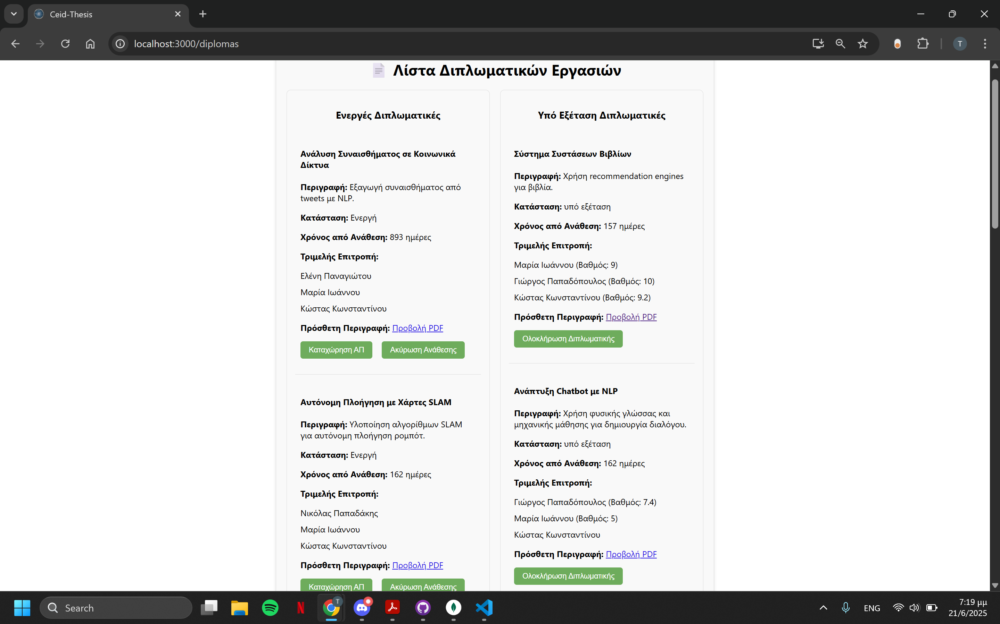 Ceid-Thesis
localhost:3000/diplomas
T
Λίστα Διπλωματικών Εργασιών
Ενεργές Διπλωματικές
Ανάλυση Συναισθήματος σε Κοινωνικά
Δίκτυα
Περιγραφή: Εξαγωγή συναισθήματος από
tweets με NLP.
Κατάσταση: Ενεργή
Χρόνος από Ανάθεση: 893 ημέρες
Τριμελής Επιτροπή:
Ελένη Παναγιώτου
Μαρία Ιωάννου
Κώστας Κωνσταντίνου
Πρόσθετη Περιγραφή: Προβολή PDF
Καταχώρηση ΑΠ
Ακύρωση Ανάθεσης
Αυτόνομη Πλοήγηση με Χάρτες SLAM
Περιγραφή: Υλοποίηση αλγορίθμων SLAM
για αυτόνομη πλοήγηση ρομπότ.
Κατάσταση: Ενεργή
Χρόνος από Ανάθεση: 162 ημέρες
Τριμελής Επιτροπή:
Νικόλας Παπαδάκης
Μαρία Ιωάννου
Κώστας Κωνσταντίνου
Πρόσθετη Περιγραφή: Προβολή PDF
Καταχώρηση ΑΠ
Ακύρωση Ανάθεσης
Υπό Εξέταση Διπλωματικές
Σύστημα Συστάσεων Βιβλίων
Περιγραφή: Χρήση recommendation engines
για βιβλία.
Κατάσταση: υπό εξέταση
Χρόνος από Ανάθεση: 157 ημέρες
Τριμελής Επιτροπή:
Μαρία Ιωάννου (Βαθμός: 9)
Γιώργος Παπαδόπουλος (Βαθμός: 10)
Κώστας Κωνσταντίνου (Βαθμός: 9.2)
Πρόσθετη Περιγραφή: Προβολή PDF
Ολοκλήρωση Διπλωματικής
Ανάπτυξη Chatbot με NLP
Περιγραφή: Χρήση φυσικής γλώσσας και
μηχανικής μάθησης για δημιουργία διαλόγου.
Κατάσταση: υπό εξέταση
Χρόνος από Ανάθεση: 162 ημέρες
Τριμελής Επιτροπή:
Γιώργος Παπαδόπουλος (Βαθμός: 7.4)
Μαρία Ιωάννου (Βαθμός: 5)
Κώστας Κωνσταντίνου
Πρόσθετη Περιγραφή: Προβολή PDF
Ολοκλήρωση Διπλωματικής
Search
N
T
ENG
7:19 μμ
21/6/2025